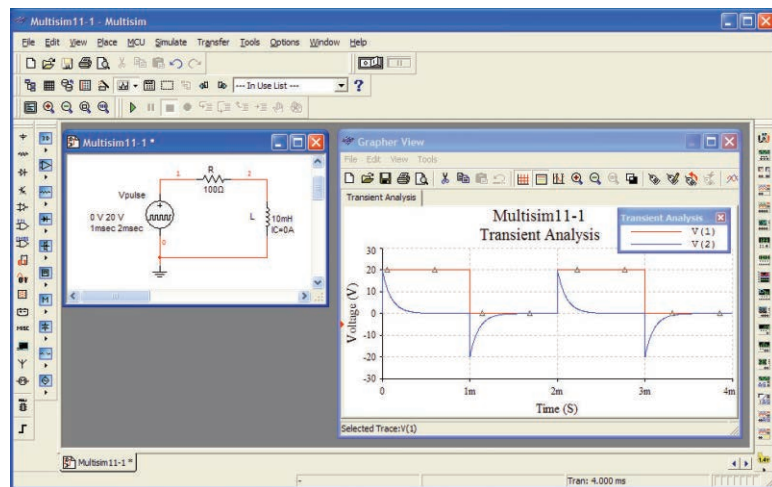 Multisim11-1 - Multisim
File Edit View Place MCU Simulate Transfer Tools Options Window Help
--- In Use List ---
?
Multisim11-1 *
1
R
2
100Ω
Vpulse
0 V 20 V
1msec 2msec
L
10mH
IC=0A
0
Grapher View
File Edit View Tools
Transient Analysis
Multisim11-1
Transient Analysis
Transient Analysis
V(1)
V(2)
Voltage (V)
30
20
10
0
-10
-20
-30
0 1m 2m 3m 4m
Time (S)
Selected Trace:V(1)
MISC
Multisim11-1 *
-
Tran: 4.000 ms